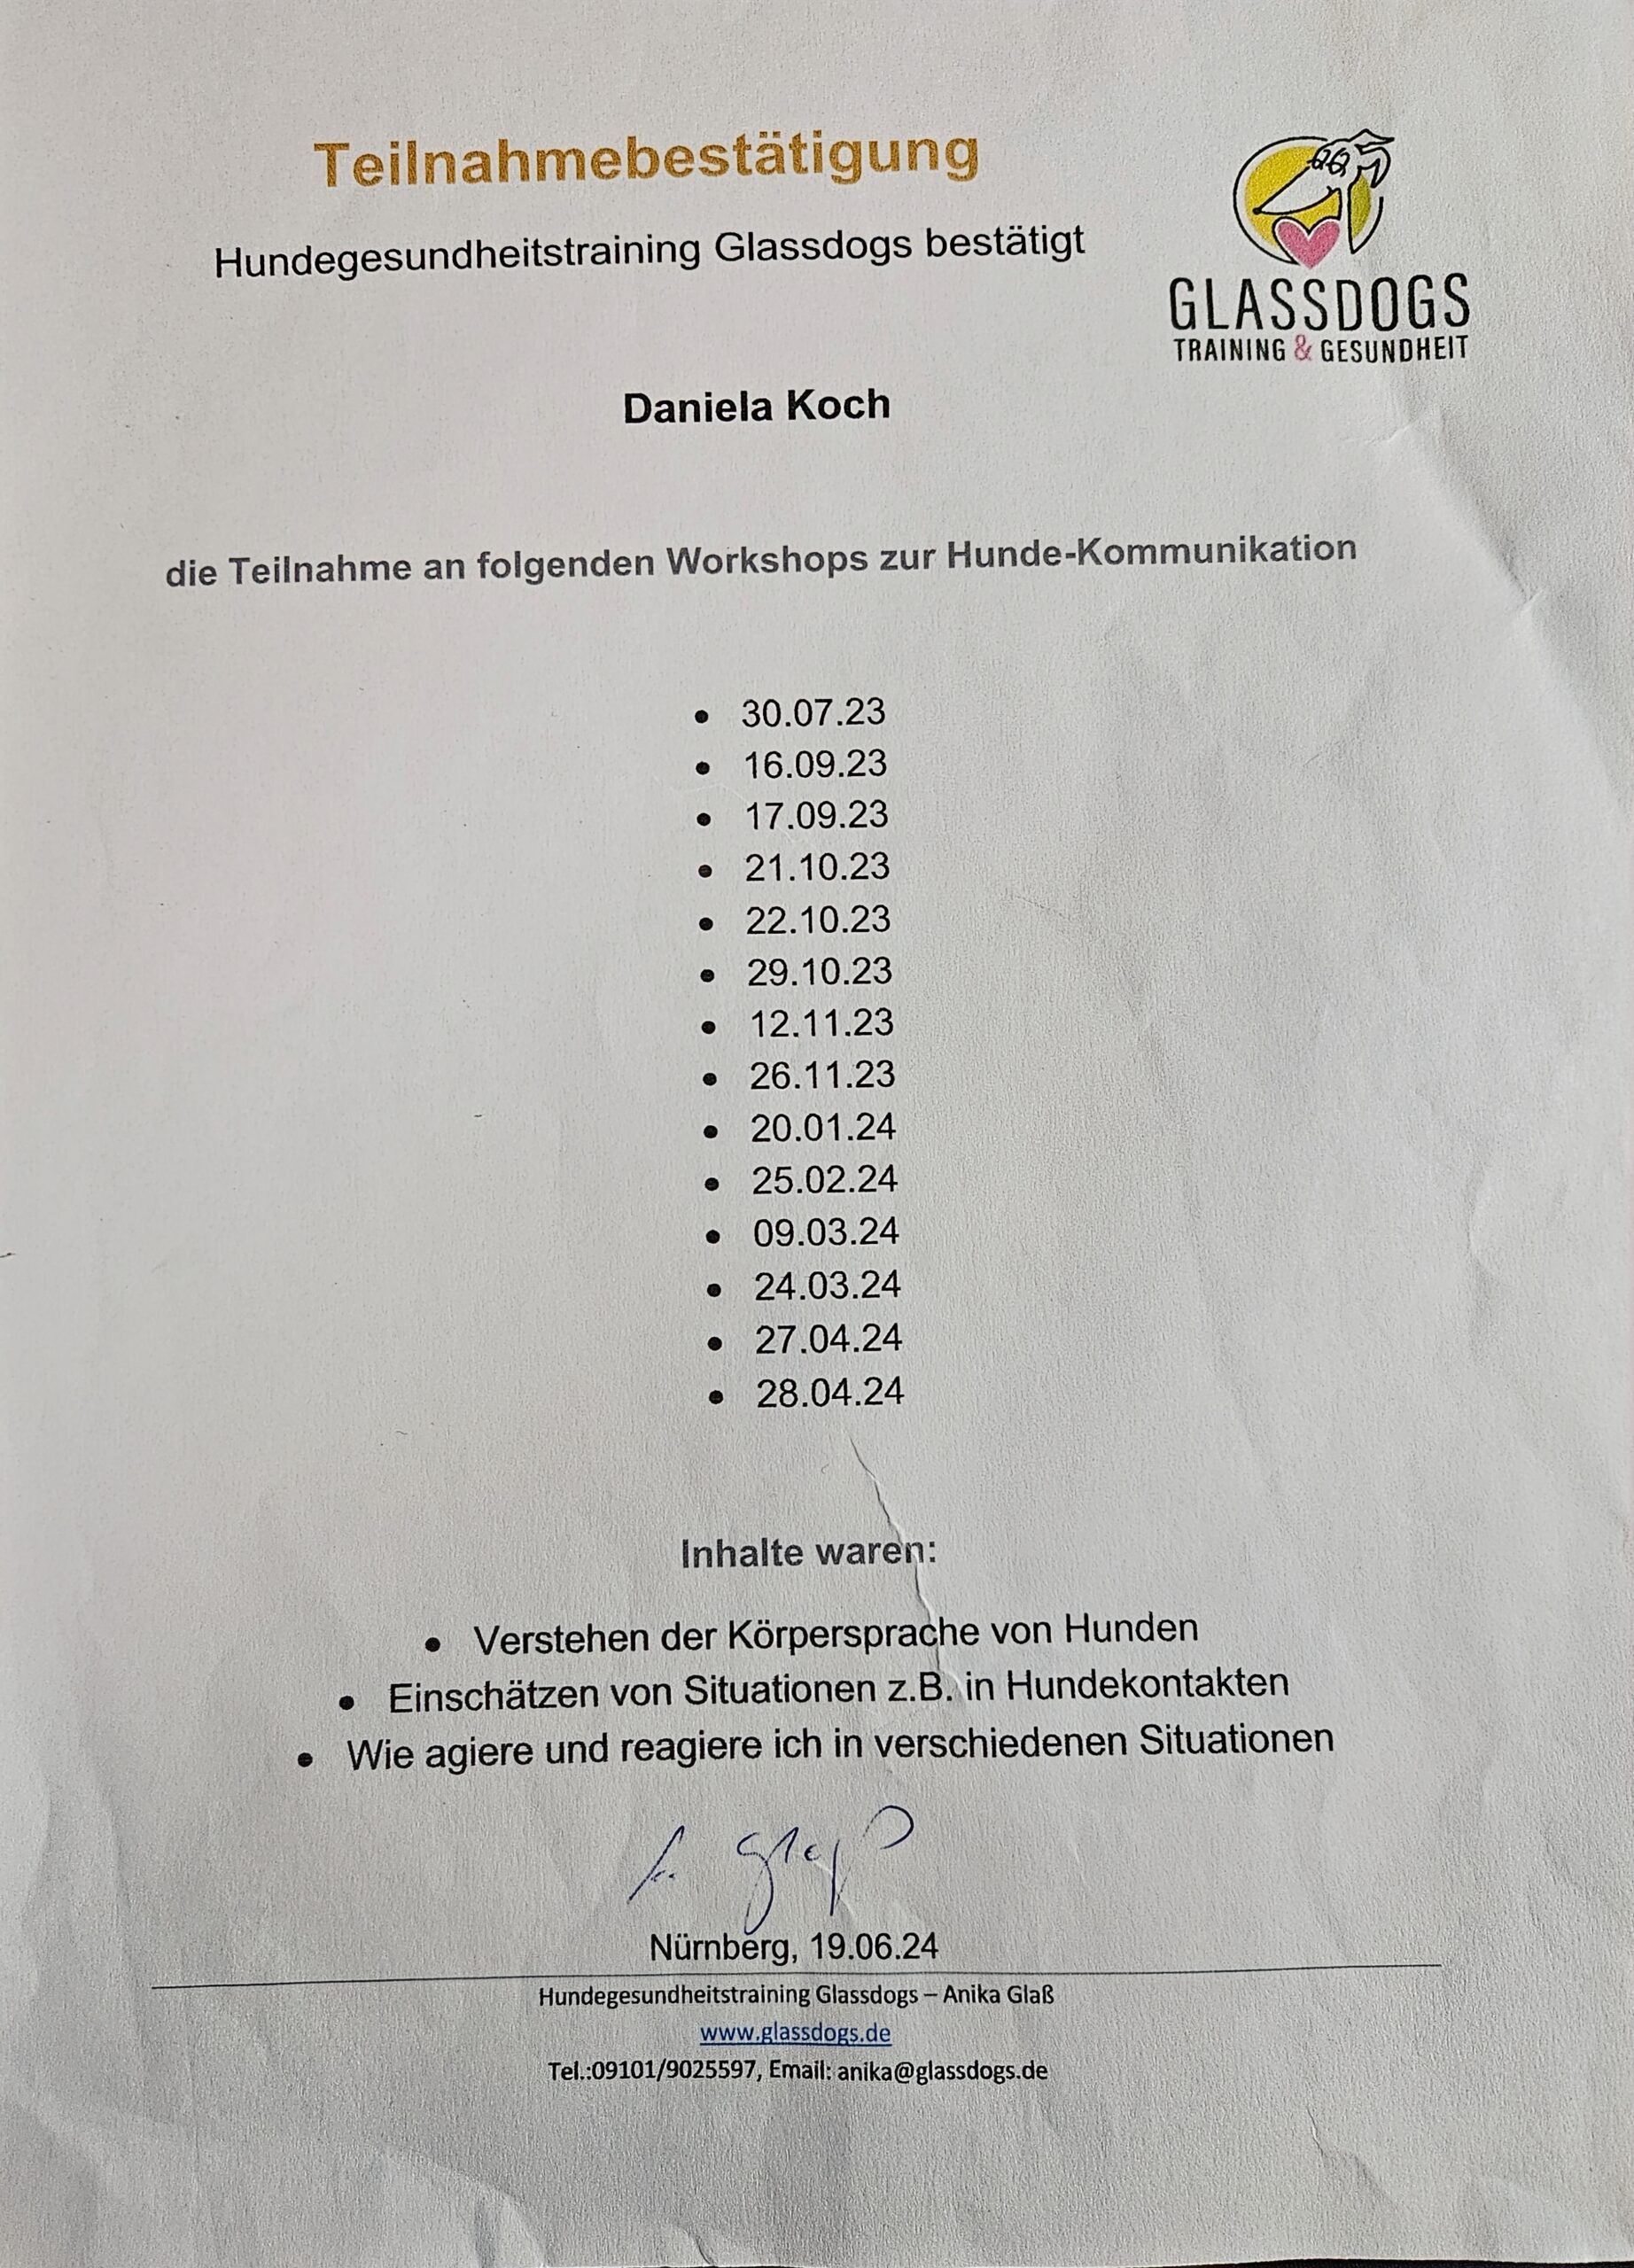 Teilnahmebestätigung
Hundegesundheitstraining Glassdogs bestätigt
GLASSDOGS
TRAINING & GESUNDHEIT
Daniela Koch
die Teilnahme an folgenden Workshops zur Hunde-Kommunikation
• 30.07.23
• 16.09.23
• 17.09.23
• 21.10.23
• 22.10.23
• 29.10.23
• 12.11.23
• 26.11.23
• 20.01.24
• 25.02.24
• 09.03.24
• 24.03.24
• 27.04.24
• 28.04.24
Inhalte waren:
• Verstehen der Körpersprache von Hunden
• Einschätzen von Situationen z.B. in Hundekontakten
• Wie agiere und reagiere ich in verschiedenen Situationen
A. Glaß
Nürnberg, 19.06.24
Hundegesundheitstraining Glassdogs – Anika Glaß
www.glassdogs.de
Tel.:09101/9025597, Email: anika@glassdogs.de